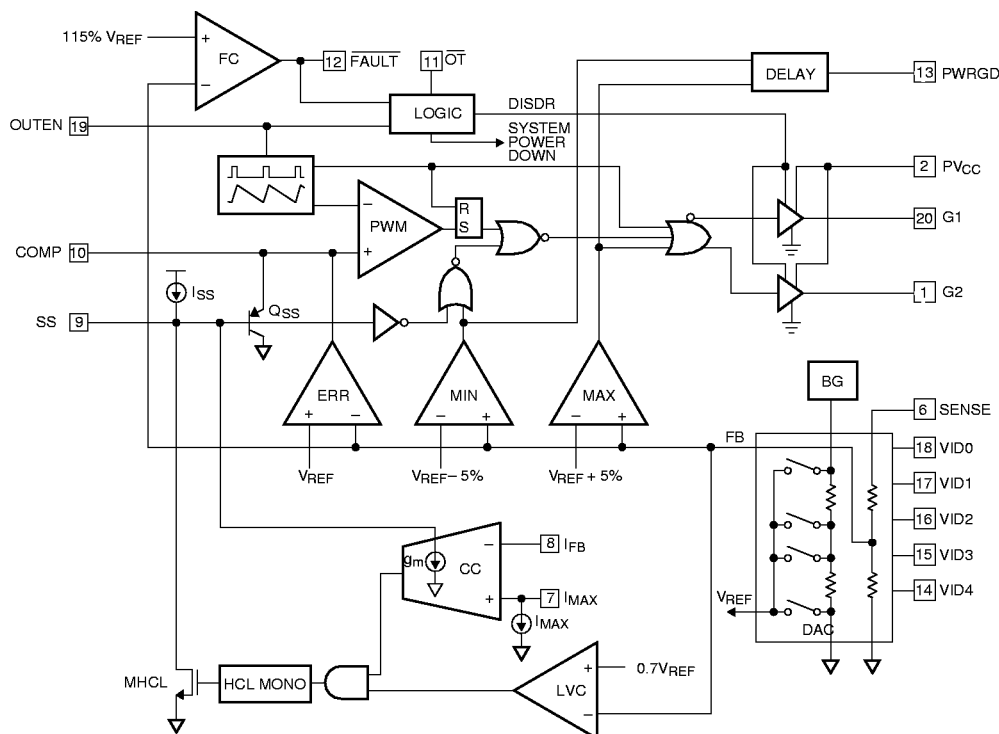 115% VREF
+
−
FC
12 FAULT
11 OT
LOGIC
DISDR
SYSTEM
POWER
DOWN
DELAY
13 PWRGD
OUTEN 19
2 PVCC
−
PWM
+
R
S
20 G1
COMP 10
ISS
SS 9
QSS
1 G2
ERR
+ −
MIN
− +
MAX
− +
BG
6 SENSE
FB
VREF
VREF − 5%
VREF + 5%
18 VID0
17 VID1
16 VID2
15 VID3
14 VID4
VREF
DAC
gm
CC
−
8 IFB
+
7 IMAX
IMAX
MHCL
HCL MONO
LVC
+
0.7VREF
−